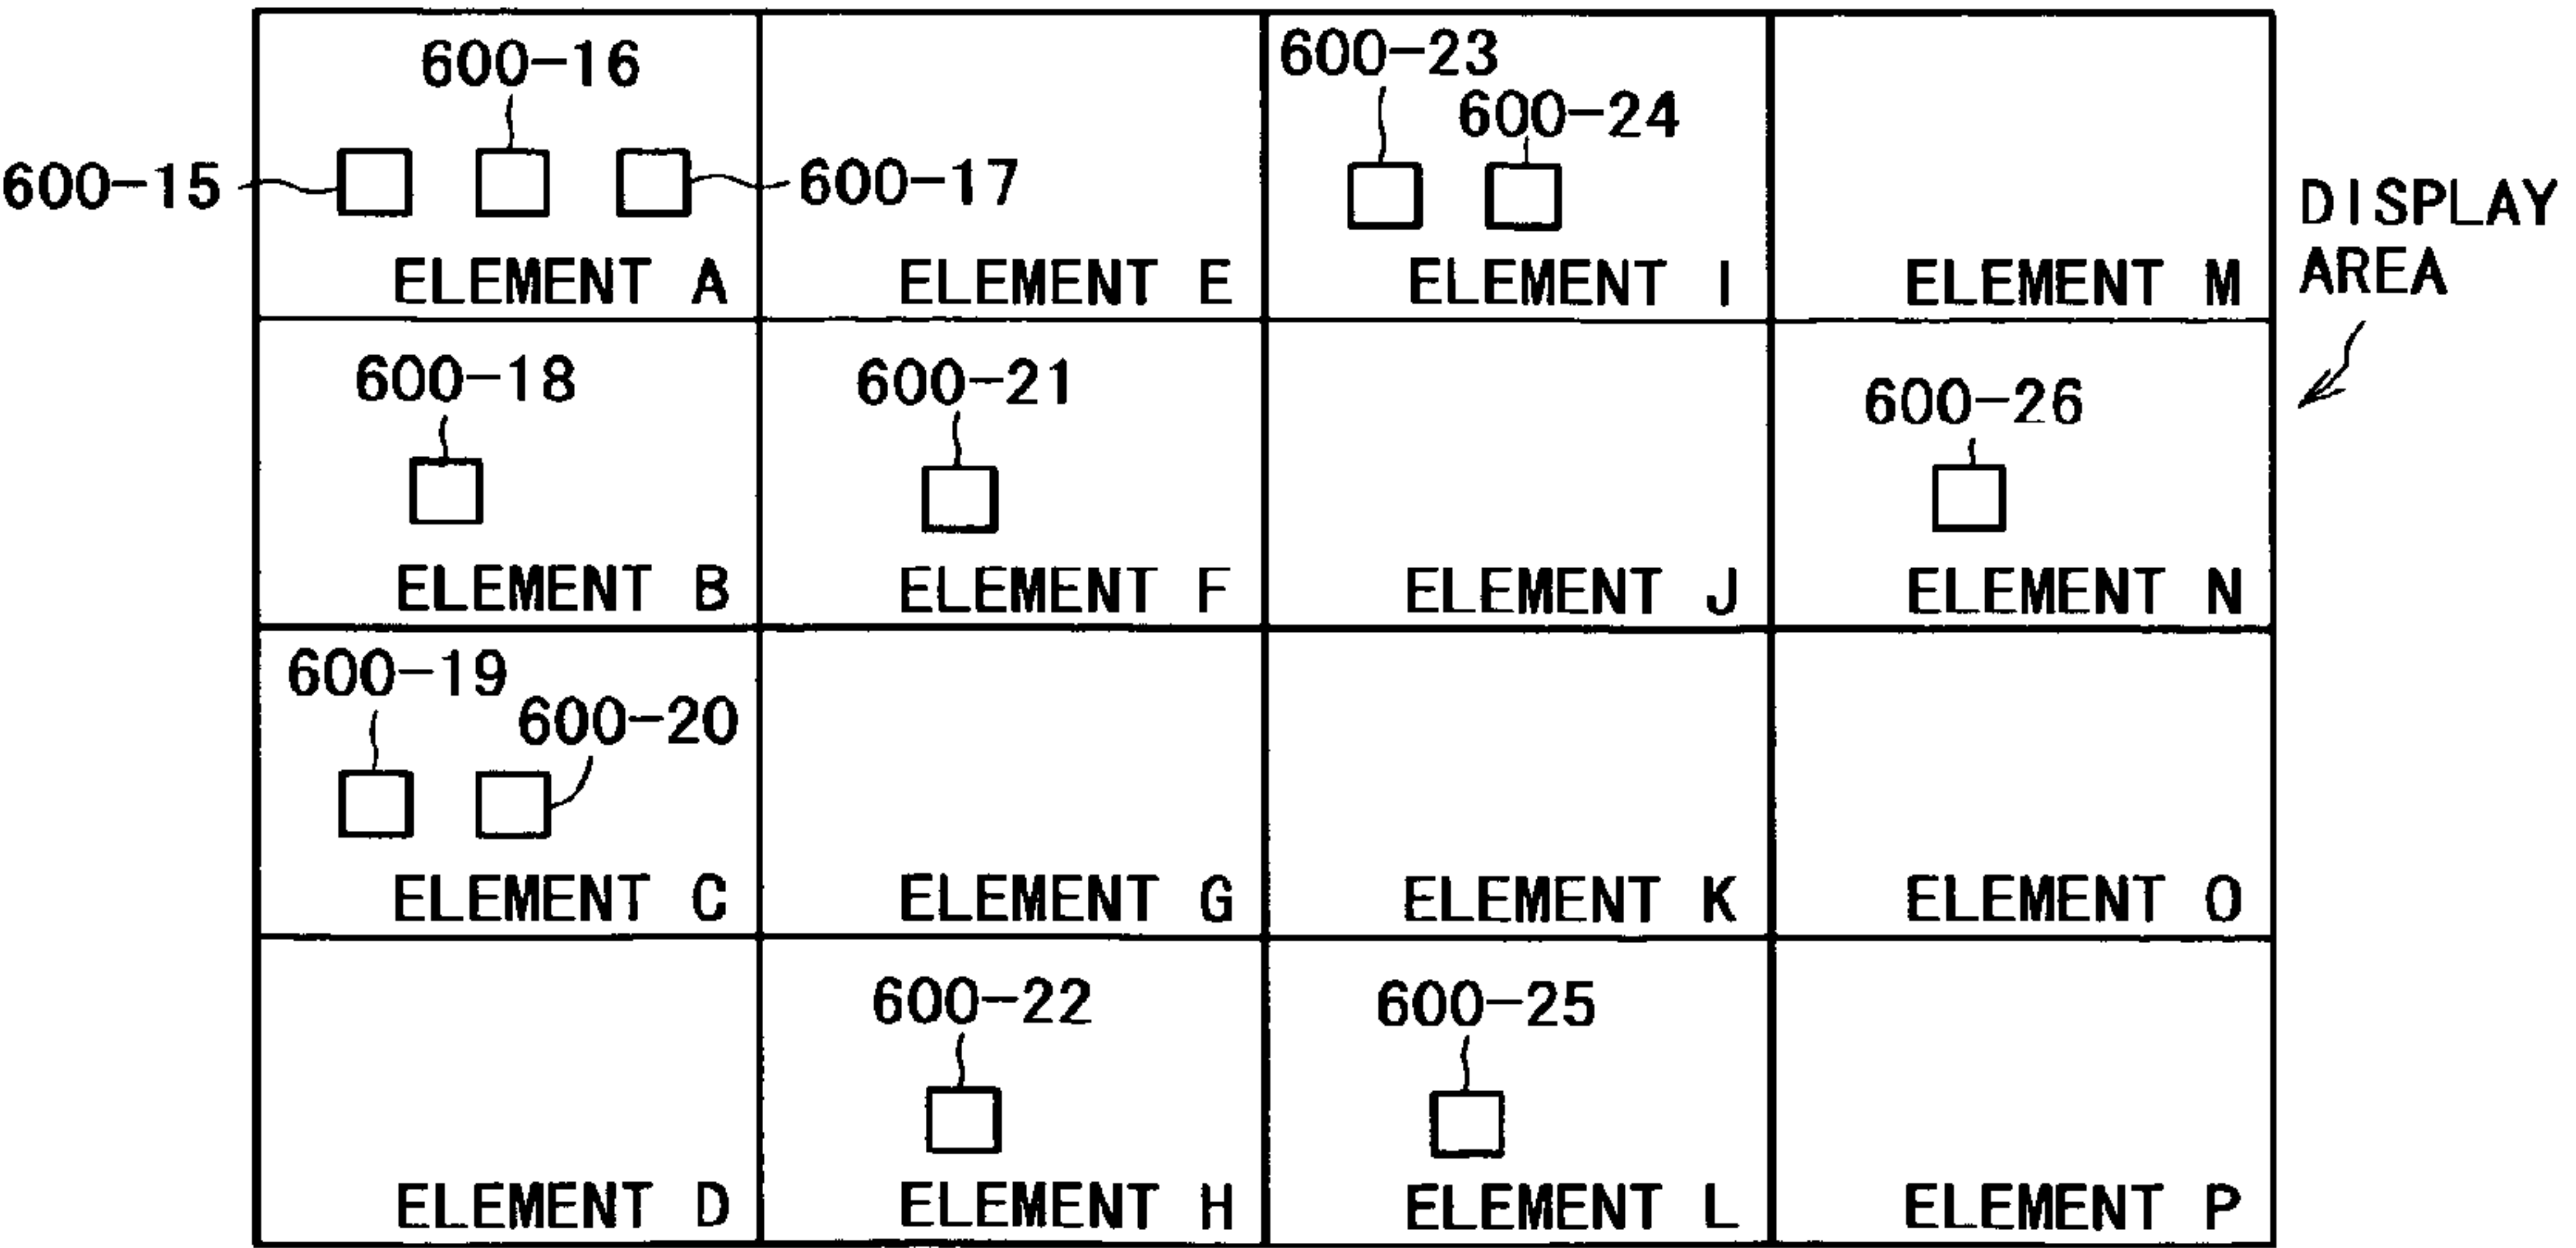 600-16
600-23
600-24
600-15
600-17
DISPLAY
AREA
ELEMENT A
ELEMENT E
ELEMENT I
ELEMENT M
600-18
600-21
600-26
ELEMENT B
ELEMENT F
ELEMENT J
ELEMENT N
600-19
600-20
ELEMENT C
ELEMENT G
ELEMENT K
ELEMENT O
600-22
600-25
ELEMENT D
ELEMENT H
ELEMENT L
ELEMENT P